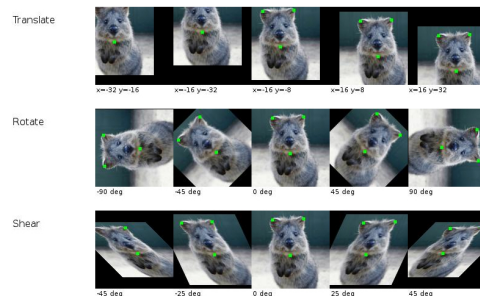 Translate
x=-32 y=-16
x=-16 y=-32
x=-16 y=-8
x=16 y=8
x=16 y=32
Rotate
-90 deg
-45 deg
0 deg
45 deg
90 deg
Shear
-45 deg
-25 deg
0 deg
25 deg
45 deg